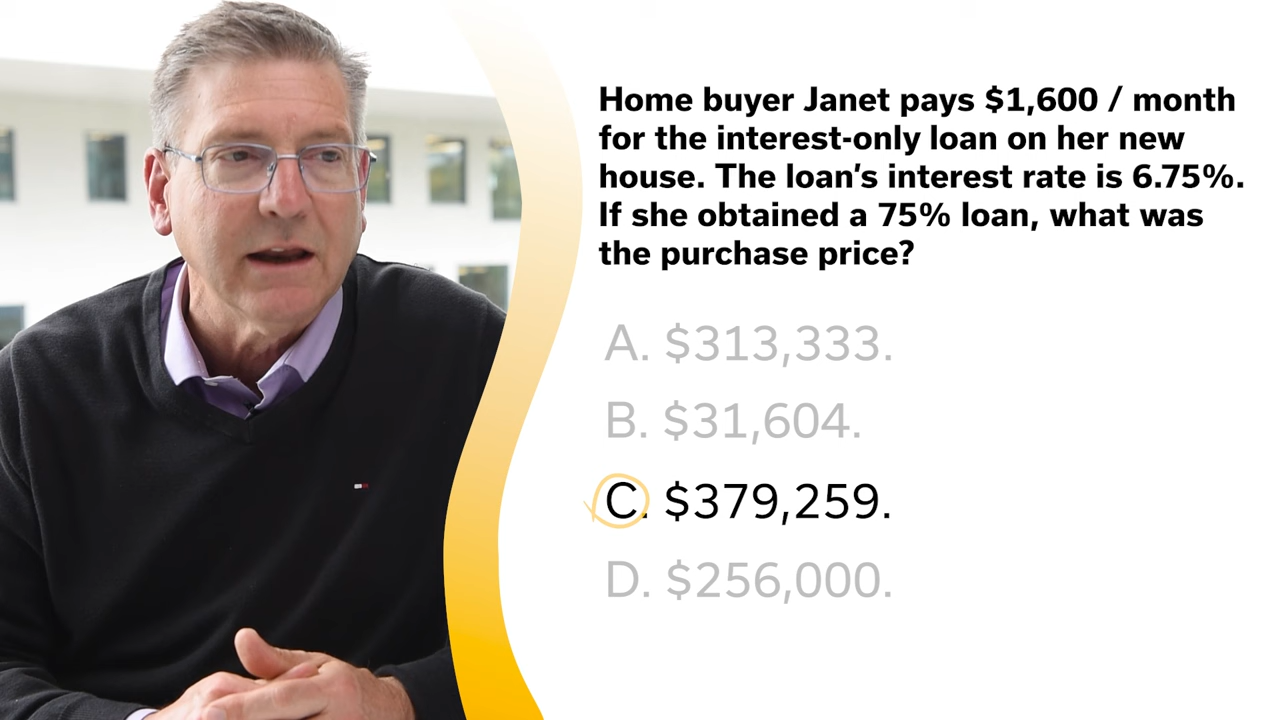 Home buyer Janet pays $1,600 / month
for the interest-only loan on her new
house. The loan’s interest rate is 6.75%.
If she obtained a 75% loan, what was
the purchase price?
A. $313,333.
B. $31,604.
C. $379,259.
D. $256,000.